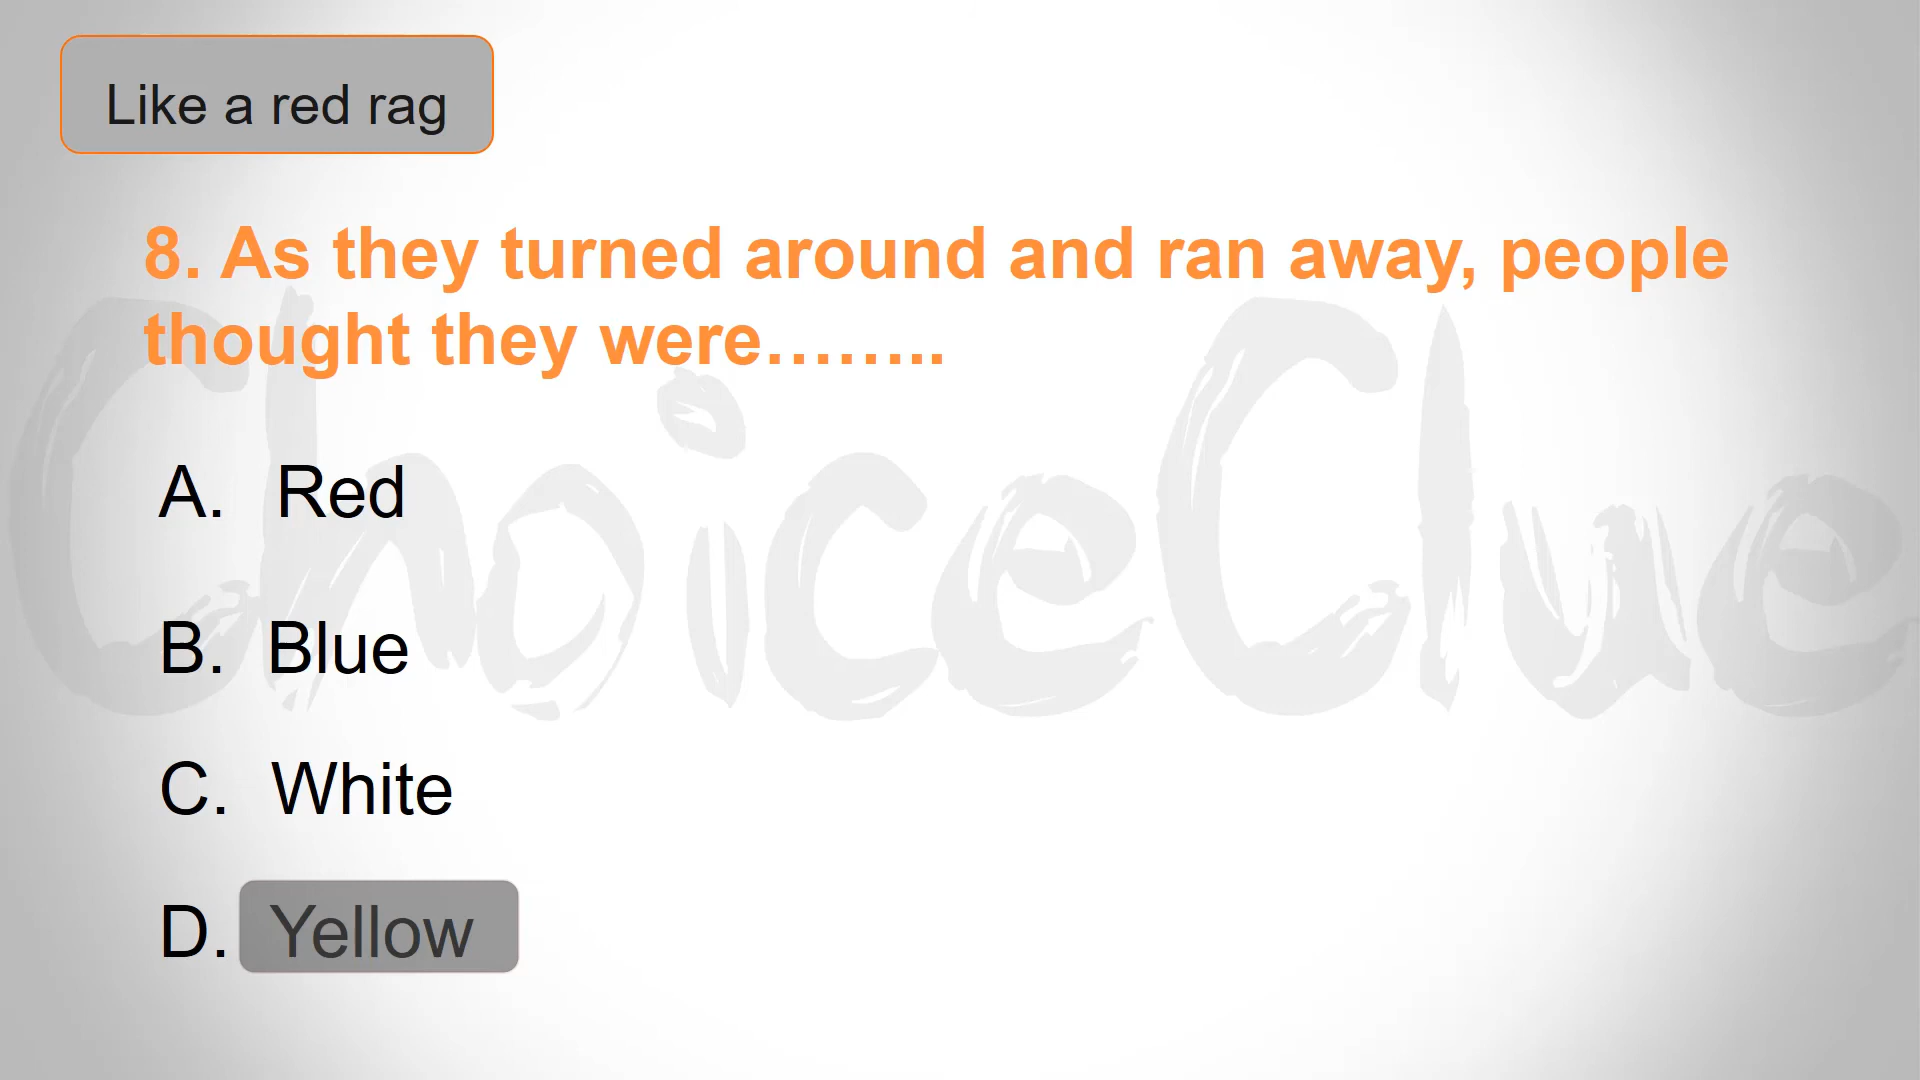 Like a red rag
8. As they turned around and ran away, people
thought they were……..
A. Red
B. Blue
C. White
D. Yellow
ChoiceClue